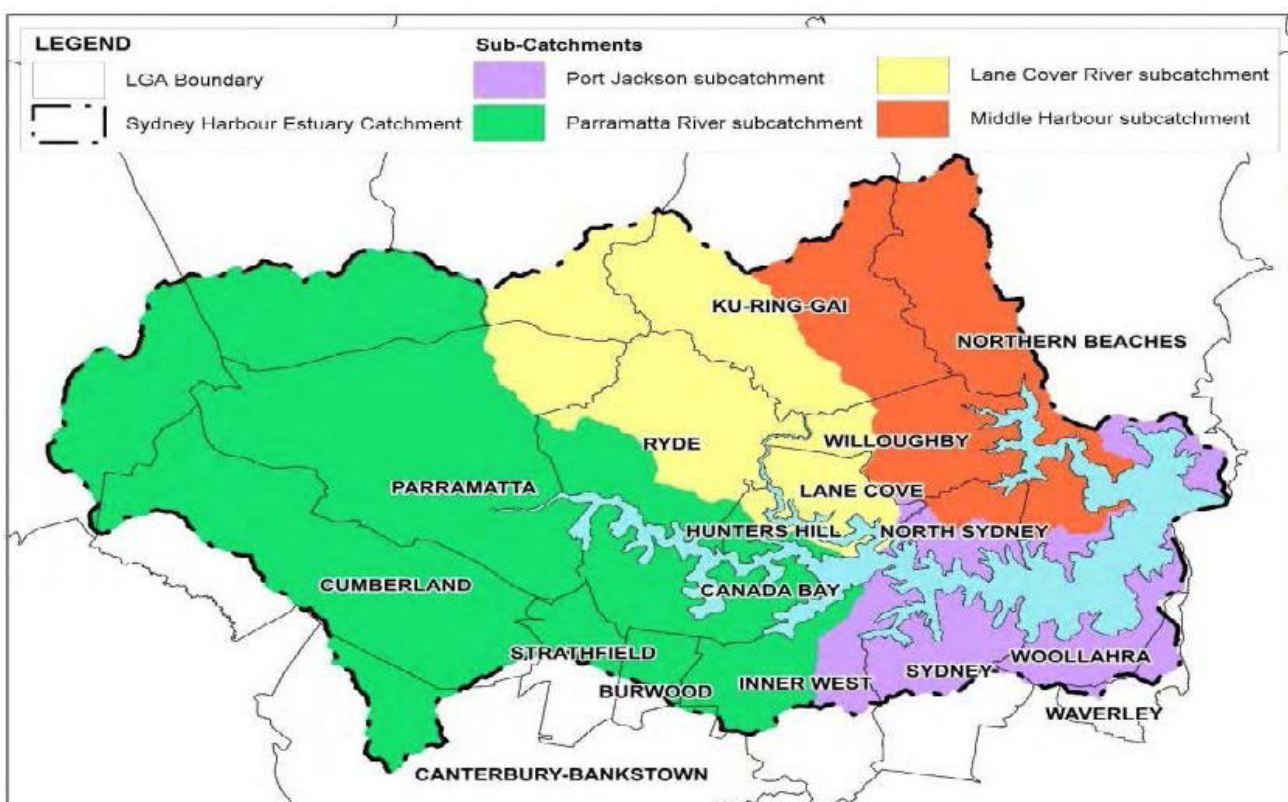 LEGEND
LGA Boundary
Sydney Harbour Estuary Catchment
Sub-Catchments
Port Jackson subcatchment
Parramatta River subcatchment
Lane Cover River subcatchment
Middle Harbour subcatchment
KU-RING-GAI
NORTHERN BEACHES
RYDE
WILLOUGHBY
PARRAMATTA
LANE COVE
HUNTERS HILL
NORTH SYDNEY
CUMBERLAND
CANADA BAY
STRATHFIELD
WOOLLAHRA
BURWOOD
INNER WEST
SYDNEY
WAVERLEY
CANTERBURY-BANKSTOWN